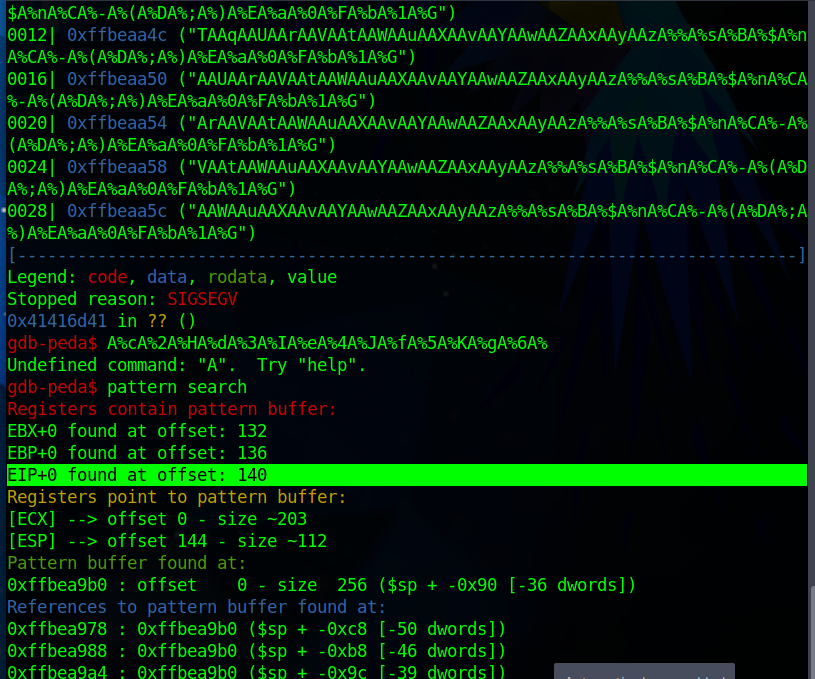 $A%nA%CA%-A%(A%DA%;A%)A%EA%aA%0A%FA%bA%1A%G")
0012| 0xffbeaa4c ("TAAqAAUAArAAVAAtAAWAAuAAXAAvAAYAAwAAZAAxAAyAAzA%%A%sA%BA%$A%n
A%CA%-A%(A%DA%;A%)A%EA%aA%0A%FA%bA%1A%G")
0016| 0xffbeaa50 ("AAUAArAAVAAtAAWAAuAAXAAvAAYAAwAAZAAxAAyAAzA%%A%sA%BA%$A%nA%CA
%-A%(A%DA%;A%)A%EA%aA%0A%FA%bA%1A%G")
0020| 0xffbeaa54 ("ArAAVAAtAAWAAuAAXAAvAAYAAwAAZAAxAAyAAzA%%A%sA%BA%$A%nA%CA%-A%
(A%DA%;A%)A%EA%aA%0A%FA%bA%1A%G")
0024| 0xffbeaa58 ("VAAtAAWAAuAAXAAvAAYAAwAAZAAxAAyAAzA%%A%sA%BA%$A%nA%CA%-A%(A%D
A%;A%)A%EA%aA%0A%FA%bA%1A%G")
0028| 0xffbeaa5c ("AAWAAuAAXAAvAAYAAwAAZAAxAAyAAzA%%A%sA%BA%$A%nA%CA%-A%(A%DA%;A
%)A%EA%aA%0A%FA%bA%1A%G")
[------------------------------------------------------------------------------]
Legend: code, data, rodata, value
Stopped reason: SIGSEGV
0x41416d41 in ?? ()
gdb-peda$ A%cA%2A%HA%dA%3A%IA%eA%4A%JA%fA%5A%KA%gA%6A%
Undefined command: "A".  Try "help".
gdb-peda$ pattern search
Registers contain pattern buffer:
EBX+0 found at offset: 132
EBP+0 found at offset: 136
EIP+0 found at offset: 140
Registers point to pattern buffer:
[ECX] --> offset 0 - size ~203
[ESP] --> offset 144 - size ~112
Pattern buffer found at:
0xffbea9b0 : offset    0 - size  256 ($sp + -0x90 [-36 dwords])
References to pattern buffer found at:
0xffbea978 : 0xffbea9b0 ($sp + -0xc8 [-50 dwords])
0xffbea988 : 0xffbea9b0 ($sp + -0xb8 [-46 dwords])
0xffbea9a4 : 0xffbea9b0 ($sp + -0x9c [-39 dwords])